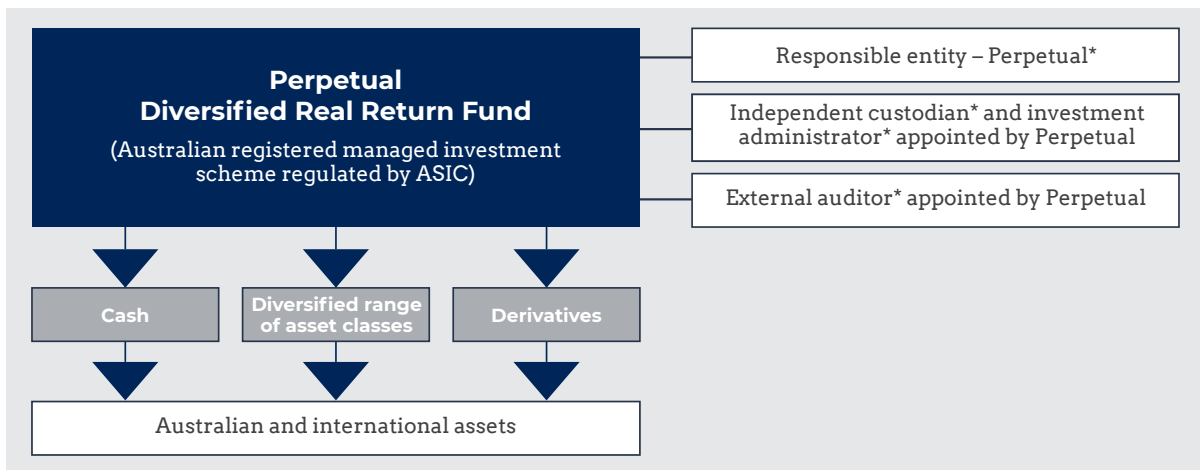 Perpetual
Diversified Real Return Fund
(Australian registered managed investment
scheme regulated by ASIC)
Responsible entity – Perpetual*
Independent custodian* and investment
administrator* appointed by Perpetual
External auditor* appointed by Perpetual
Cash
Diversified range
of asset classes
Derivatives
Australian and international assets